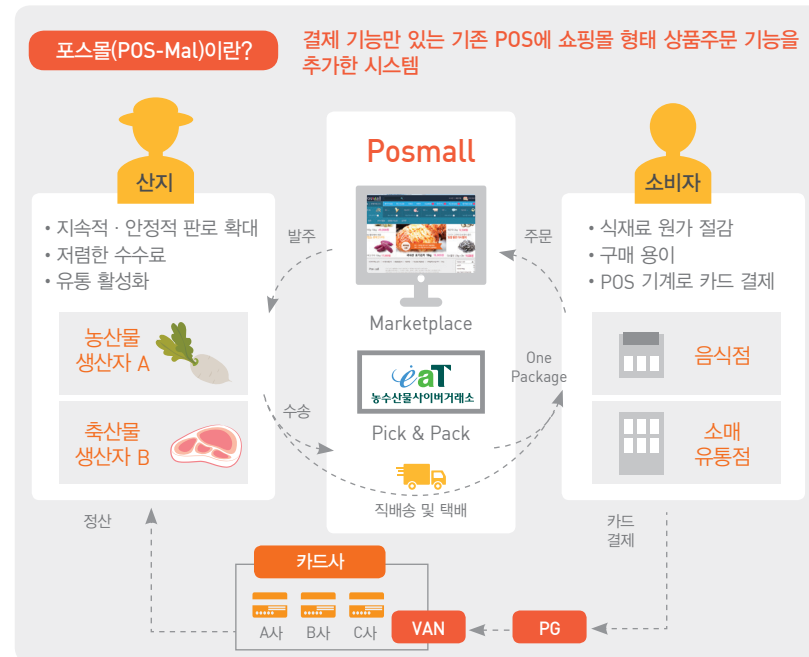 포스몰(POS-Mal)이란?
결제 기능만 있는 기존 POS에 쇼핑몰 형태 상품주문 기능을
추가한 시스템
산지
• 지속적 · 안정적 판로 확대
• 저렴한 수수료
• 유통 활성화
농산물
생산자 A
축산물
생산자 B
발주
Posmall
Marketplace
eaT
농수산물사이버거래소
Pick & Pack
직배송 및 택배
수송
주문
One
Package
소비자
• 식재료 원가 절감
• 구매 용이
• POS 기계로 카드 결제
음식점
소매
유통점
정산
카드
결제
카드사
A사
B사
C사
VAN
PG